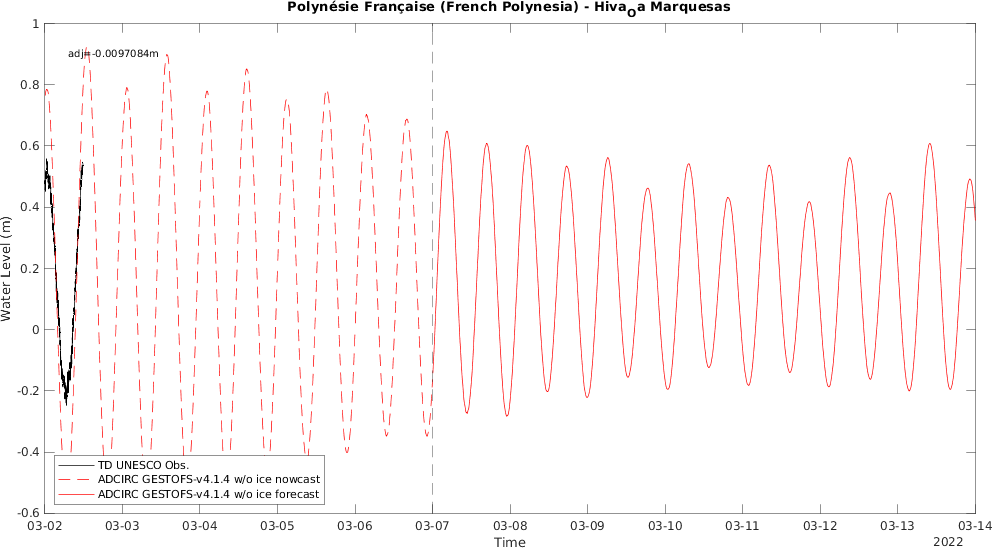 Polynésie Française (French Polynesia) - Hiva_Oa Marquesas
adj=-0.0097084m
Water Level (m)
1
0.8
0.6
0.4
0.2
0
-0.2
-0.4
-0.6
TD UNESCO Obs.
ADCIRC GESTOFS-v4.1.4 w/o ice nowcast
ADCIRC GESTOFS-v4.1.4 w/o ice forecast
03-02 03-03 03-04 03-05 03-06 03-07 03-08 03-09 03-10 03-11 03-12 03-13 03-14
Time
2022